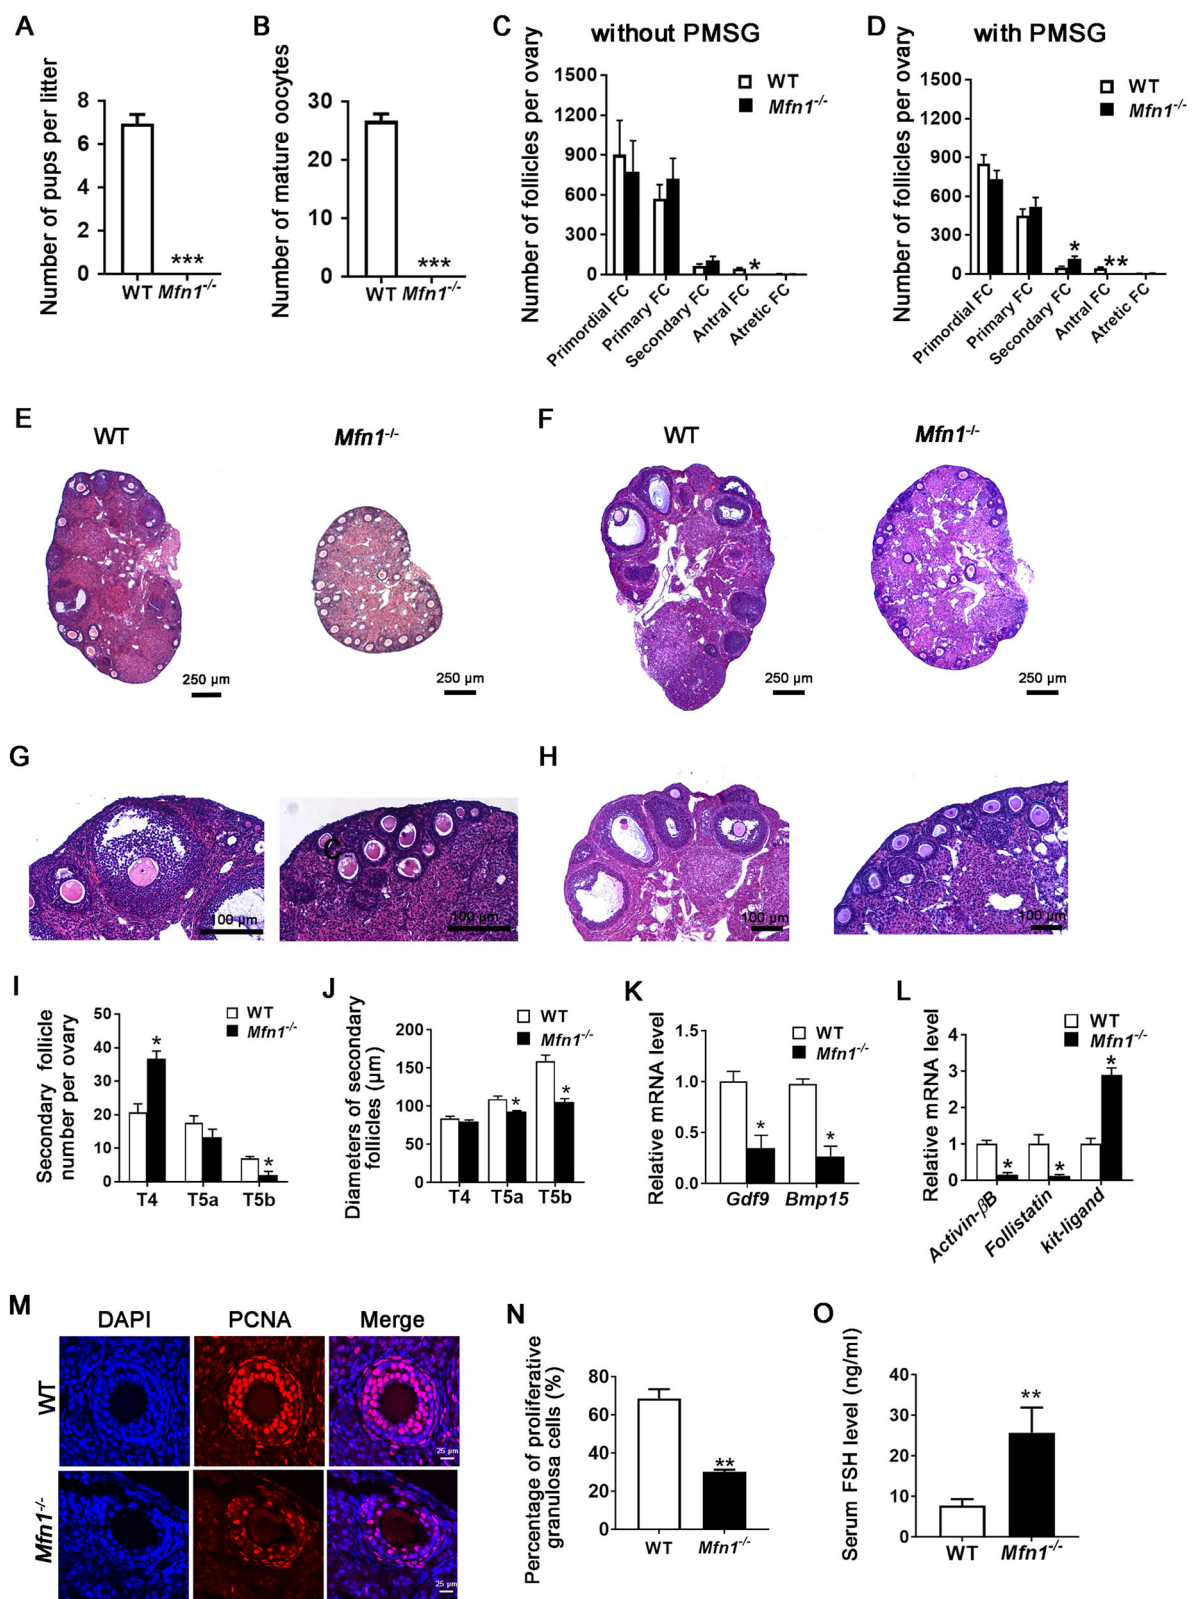 A
Number of pups per litter
8
6
4
2
0
***
WT Mfn1-/-
B
Number of mature oocytes
30
20
10
0
***
WT Mfn1-/-
C
without PMSG
Number of follicles per ovary
1500
1200
900
600
300
0
WT
Mfn1-/-
*
Primordial FC
Primary FC
Secondary FC
Antral FC
Atretic FC
D
with PMSG
Number of follicles per ovary
1500
1200
900
600
300
0
WT
Mfn1-/-
*
**
Primordial FC
Primary FC
Secondary FC
Antral FC
Atretic FC
E
WT
Mfn1-/-
250 µm
250 µm
F
WT
Mfn1-/-
250 µm
250 µm
G
100 µm
C
100 µm
H
100 µm
100 µm
I
Secondary follicle
number per ovary
50
40
30
20
10
0
WT
Mfn1-/-
*
*
T4
T5a
T5b
J
Diameters of secondary
follicles (µm)
200
150
100
50
0
WT
Mfn1-/-
*
*
T4
T5a
T5b
K
Relative mRNA level
1.5
1.0
0.5
0.0
WT
Mfn1-/-
*
*
Gdf9
Bmp15
L
Relative mRNA level
4
3
2
1
0
WT
Mfn1-/-
*
*
*
Activin-βB
Follistatin
kit-ligand
M
DAPI
PCNA
Merge
WT
25 µm
Mfn1-/-
25 µm
N
Percentage of proliferative
granulosa cells (%)
80
60
40
20
0
**
WT
Mfn1-/-
O
Serum FSH level (ng/ml)
40
30
20
10
0
**
WT
Mfn1-/-